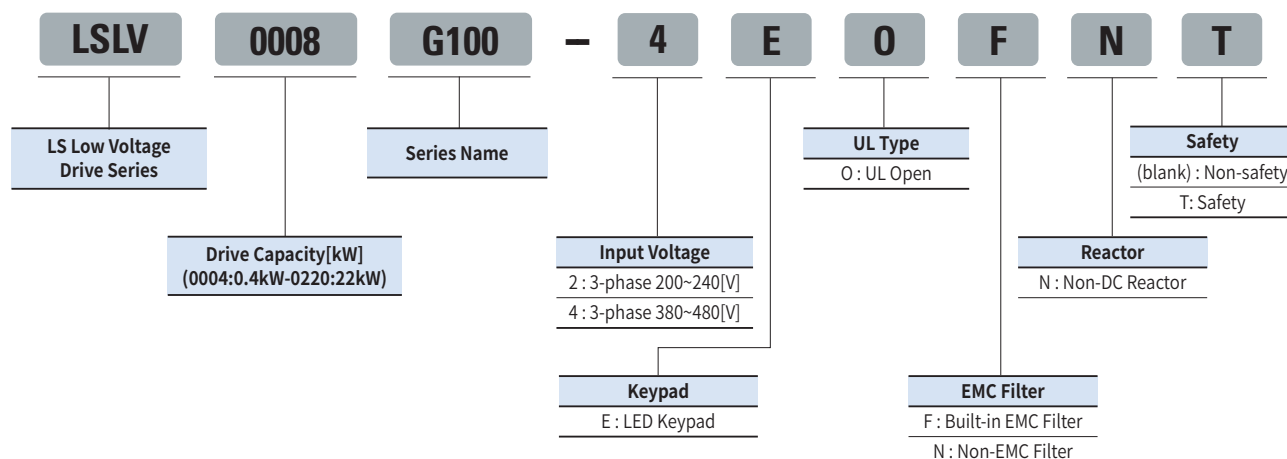 LSLV 0008 G100 – 4 E O F N T
LS Low Voltage
Drive Series
Series Name
UL Type
O : UL Open
Safety
(blank) : Non-safety
T: Safety
Drive Capacity[kW]
(0004:0.4kW-0220:22kW)
Input Voltage
2 : 3-phase 200~240[V]
4 : 3-phase 380~480[V]
Reactor
N : Non-DC Reactor
Keypad
E : LED Keypad
EMC Filter
F : Built-in EMC Filter
N : Non-EMC Filter